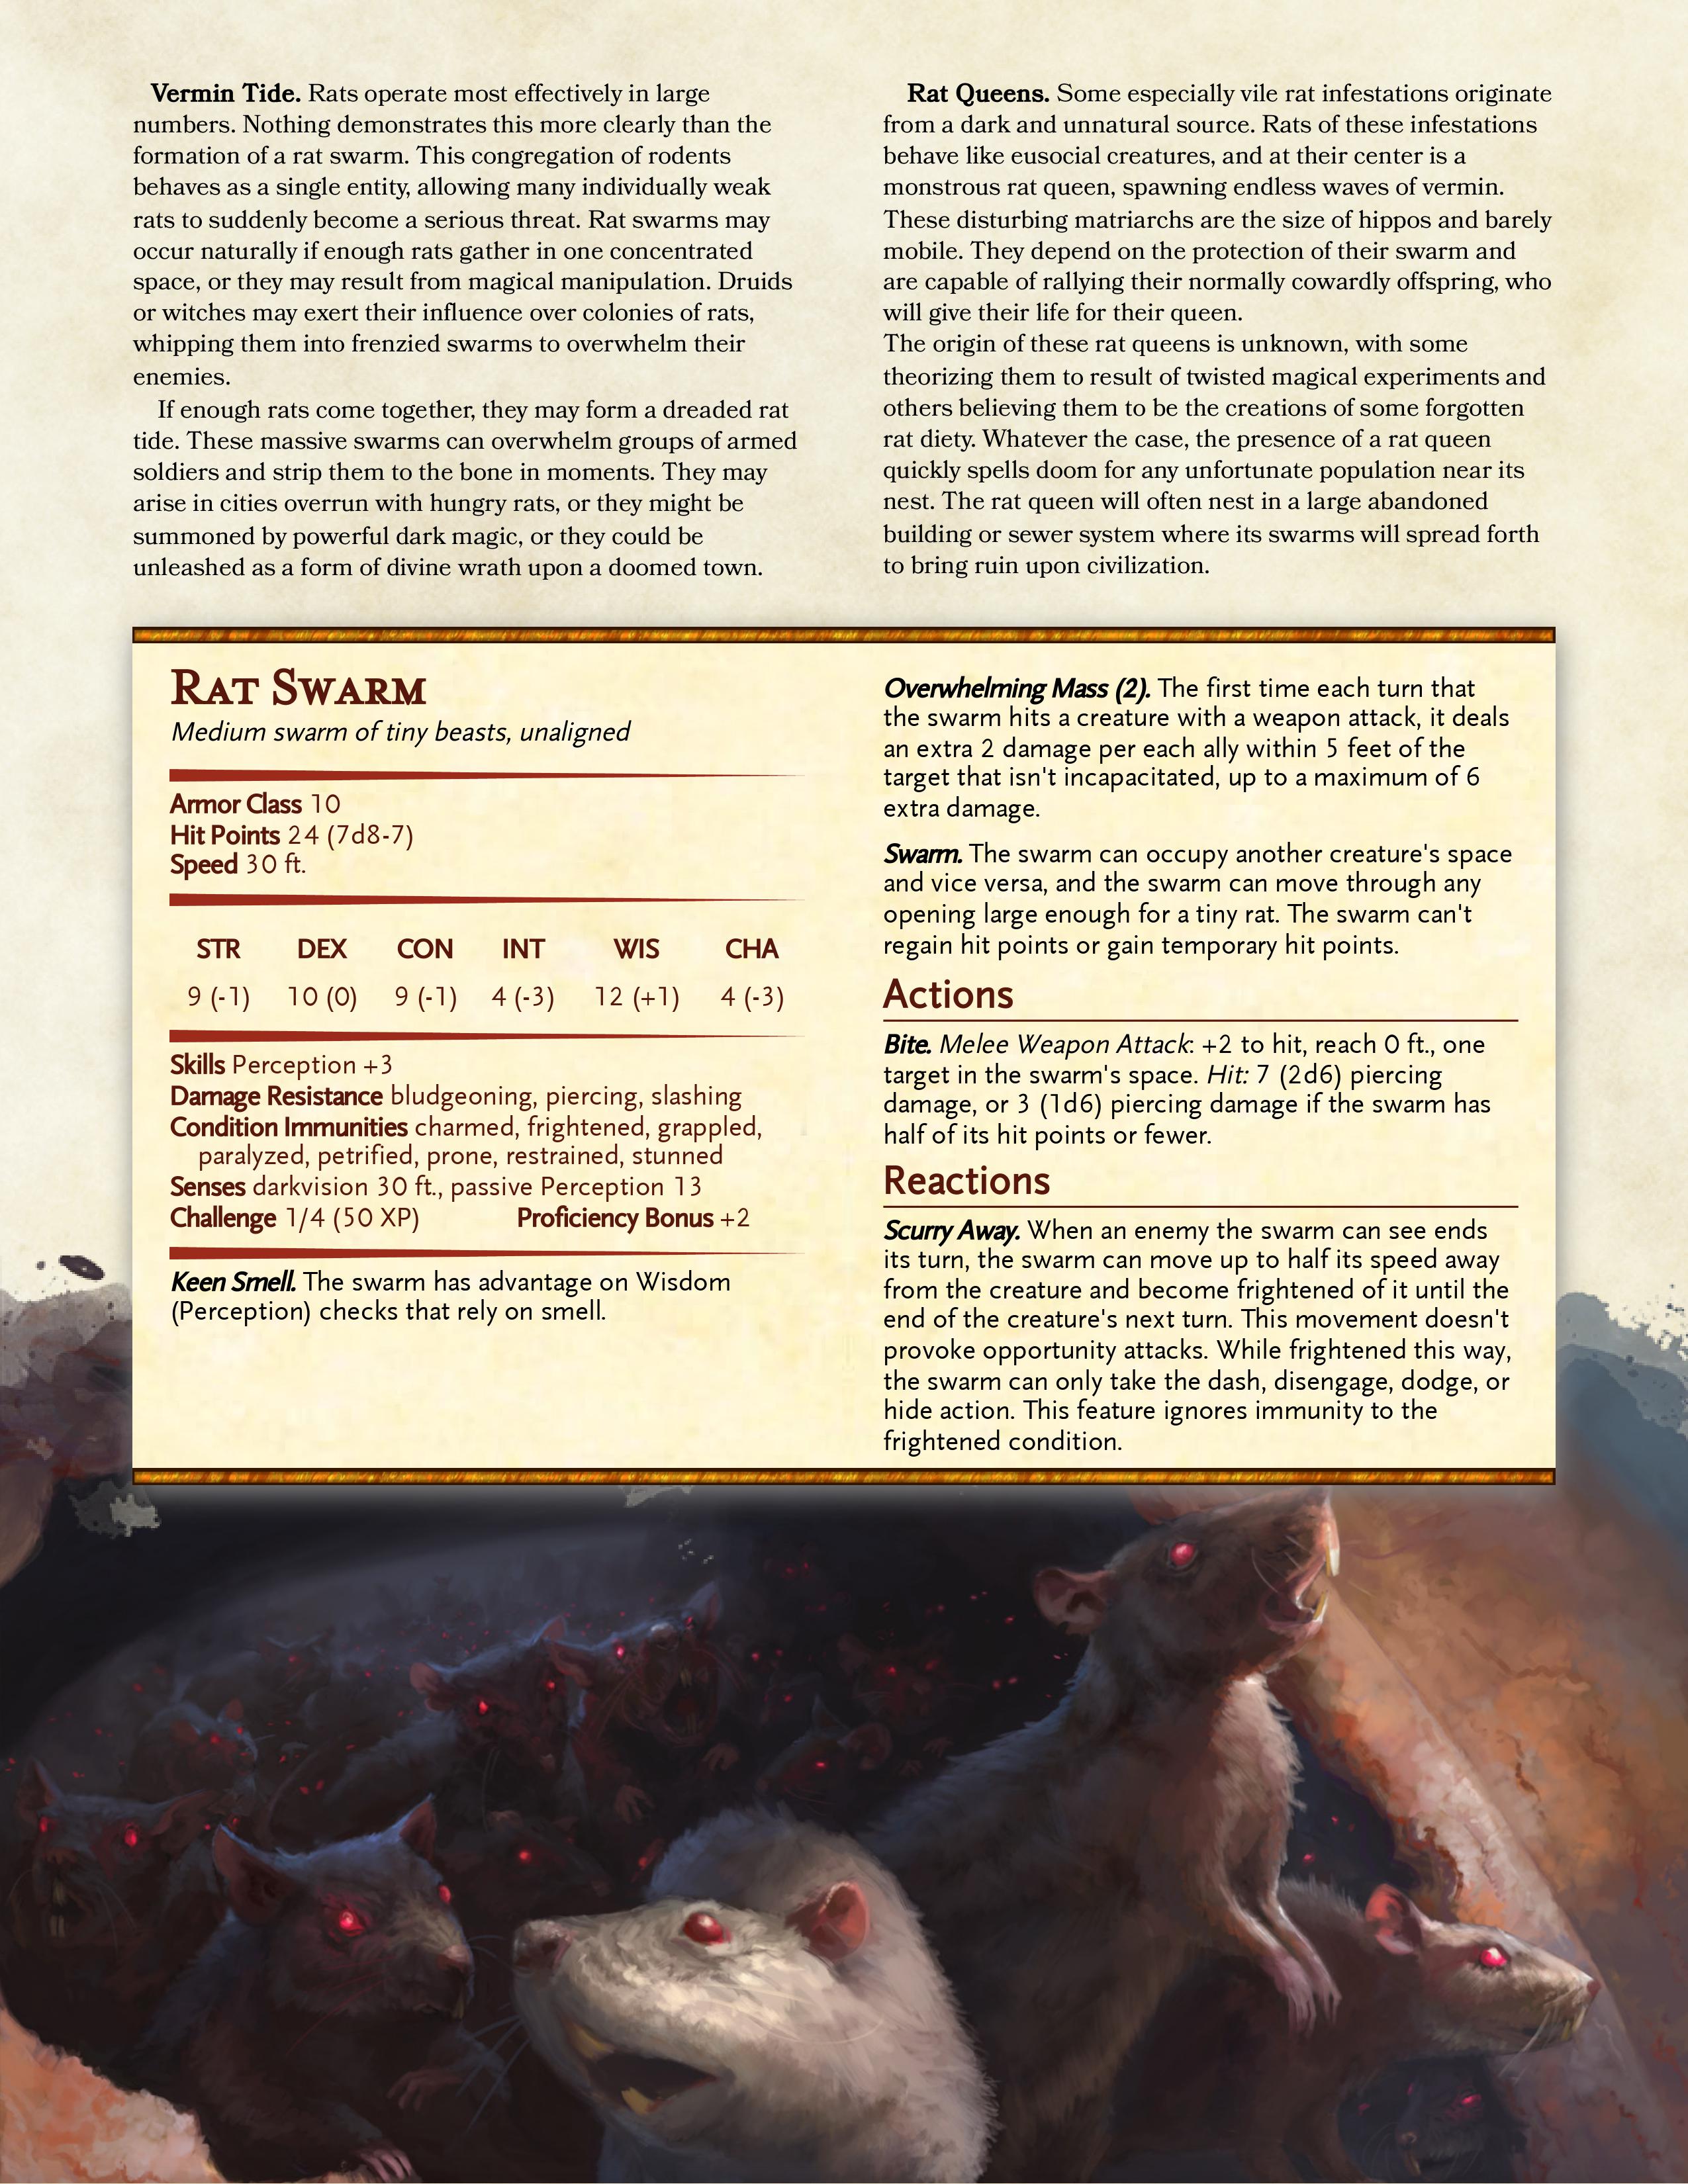 Vermin Tide. Rats operate most effectively in large
numbers. Nothing demonstrates this more clearly than the
formation of a rat swarm. This congregation of rodents
behaves as a single entity, allowing many individually weak
rats to suddenly become a serious threat. Rat swarms may
occur naturally if enough rats gather in one concentrated
space, or they may result from magical manipulation. Druids
or witches may exert their influence over colonies of rats,
whipping them into frenzied swarms to overwhelm their
enemies.
If enough rats come together, they may form a dreaded rat
tide. These massive swarms can overwhelm groups of armed
soldiers and strip them to the bone in moments. They may
arise in cities overrun with hungry rats, or they might be
summoned by powerful dark magic, or they could be
unleashed as a form of divine wrath upon a doomed town.
Rat Queens. Some especially vile rat infestations originate
from a dark and unnatural source. Rats of these infestations
behave like eusocial creatures, and at their center is a
monstrous rat queen, spawning endless waves of vermin.
These disturbing matriarchs are the size of hippos and barely
mobile. They depend on the protection of their swarm and
are capable of rallying their normally cowardly offspring, who
will give their life for their queen.
The origin of these rat queens is unknown, with some
theorizing them to result of twisted magical experiments and
others believing them to be the creations of some forgotten
rat diety. Whatever the case, the presence of a rat queen
quickly spells doom for any unfortunate population near its
nest. The rat queen will often nest in a large abandoned
building or sewer system where its swarms will spread forth
to bring ruin upon civilization.
Rat Swarm
Medium swarm of tiny beasts, unaligned
Armor Class 10
Hit Points 24 (7d8-7)
Speed 30 ft.
STR DEX CON INT WIS CHA
9 (-1) 10 (0) 9 (-1) 4 (-3) 12 (+1) 4 (-3)
Skills Perception +3
Damage Resistance bludgeoning, piercing, slashing
Condition Immunities charmed, frightened, grappled,
paralyzed, petrified, prone, restrained, stunned
Senses darkvision 30 ft., passive Perception 13
Challenge 1/4 (50 XP) Proficiency Bonus +2
Keen Smell. The swarm has advantage on Wisdom
(Perception) checks that rely on smell.
Overwhelming Mass (2). The first time each turn that
the swarm hits a creature with a weapon attack, it deals
an extra 2 damage per each ally within 5 feet of the
target that isn't incapacitated, up to a maximum of 6
extra damage.
Swarm. The swarm can occupy another creature's space
and vice versa, and the swarm can move through any
opening large enough for a tiny rat. The swarm can't
regain hit points or gain temporary hit points.
Actions
Bite. Melee Weapon Attack: +2 to hit, reach 0 ft., one
target in the swarm's space. Hit: 7 (2d6) piercing
damage, or 3 (1d6) piercing damage if the swarm has
half of its hit points or fewer.
Reactions
Scurry Away. When an enemy the swarm can see ends
its turn, the swarm can move up to half its speed away
from the creature and become frightened of it until the
end of the creature's next turn. This movement doesn't
provoke opportunity attacks. While frightened this way,
the swarm can only take the dash, disengage, dodge, or
hide action. This feature ignores immunity to the
frightened condition.